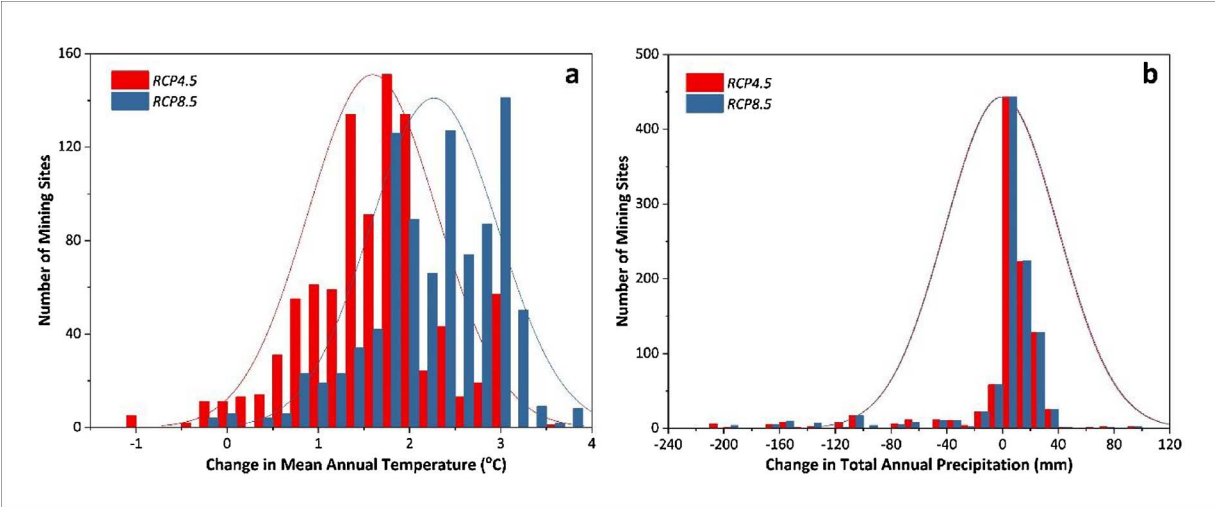 a
RCP4.5
RCP8.5
160
120
80
40
0
-1
0
1
2
3
4
Number of Mining Sites
Change in Mean Annual Temperature (°C)
b
RCP4.5
RCP8.5
500
400
300
200
100
0
-240
-200
-160
-120
-80
-40
0
40
80
120
Number of Mining Sites
Change in Total Annual Precipitation (mm)